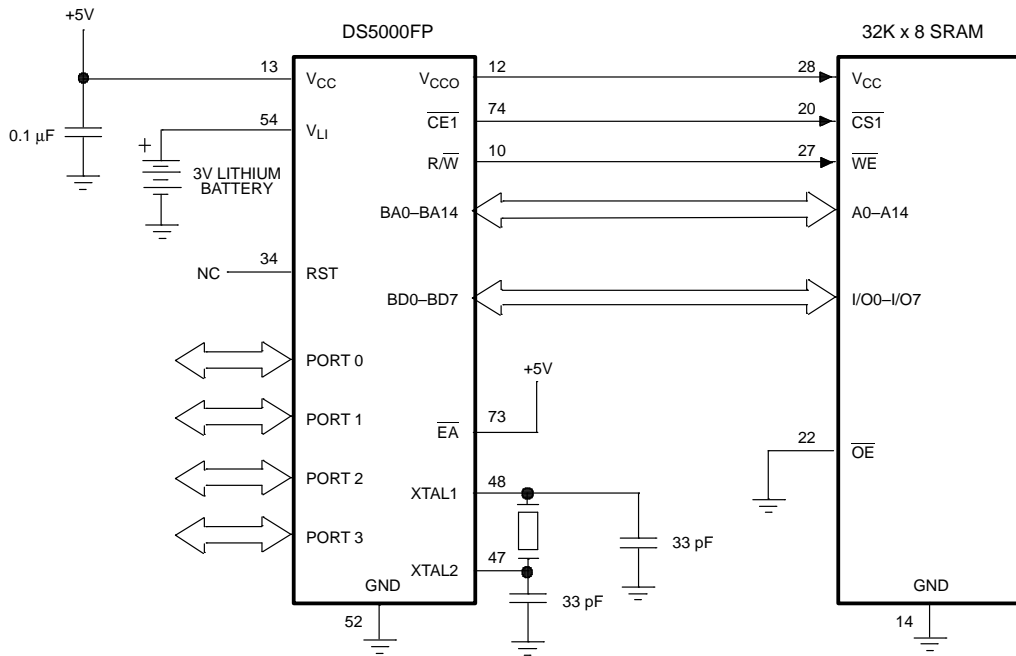 +5V
DS5000FP
32K x 8 SRAM
13
VCC
VCCO
12
28
VCC
0.1 µF
54
VLI
CE1
74
20
CS1
+
3V LITHIUM
BATTERY
R/W
10
27
WE
BA0–BA14
A0–A14
NC
34
RST
BD0–BD7
I/O0–I/O7
PORT 0
+5V
PORT 1
EA
73
22
OE
PORT 2
XTAL1
48
PORT 3
33 pF
XTAL2
47
GND
33 pF
GND
52
14